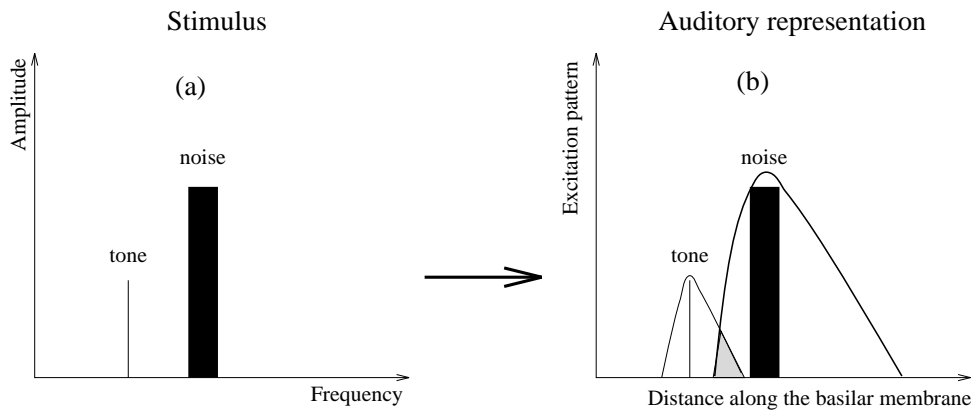 Stimulus
Auditory representation
Amplitude
(a)
noise
tone
Frequency
Excitation pattern
(b)
noise
tone
Distance along the basilar membrane